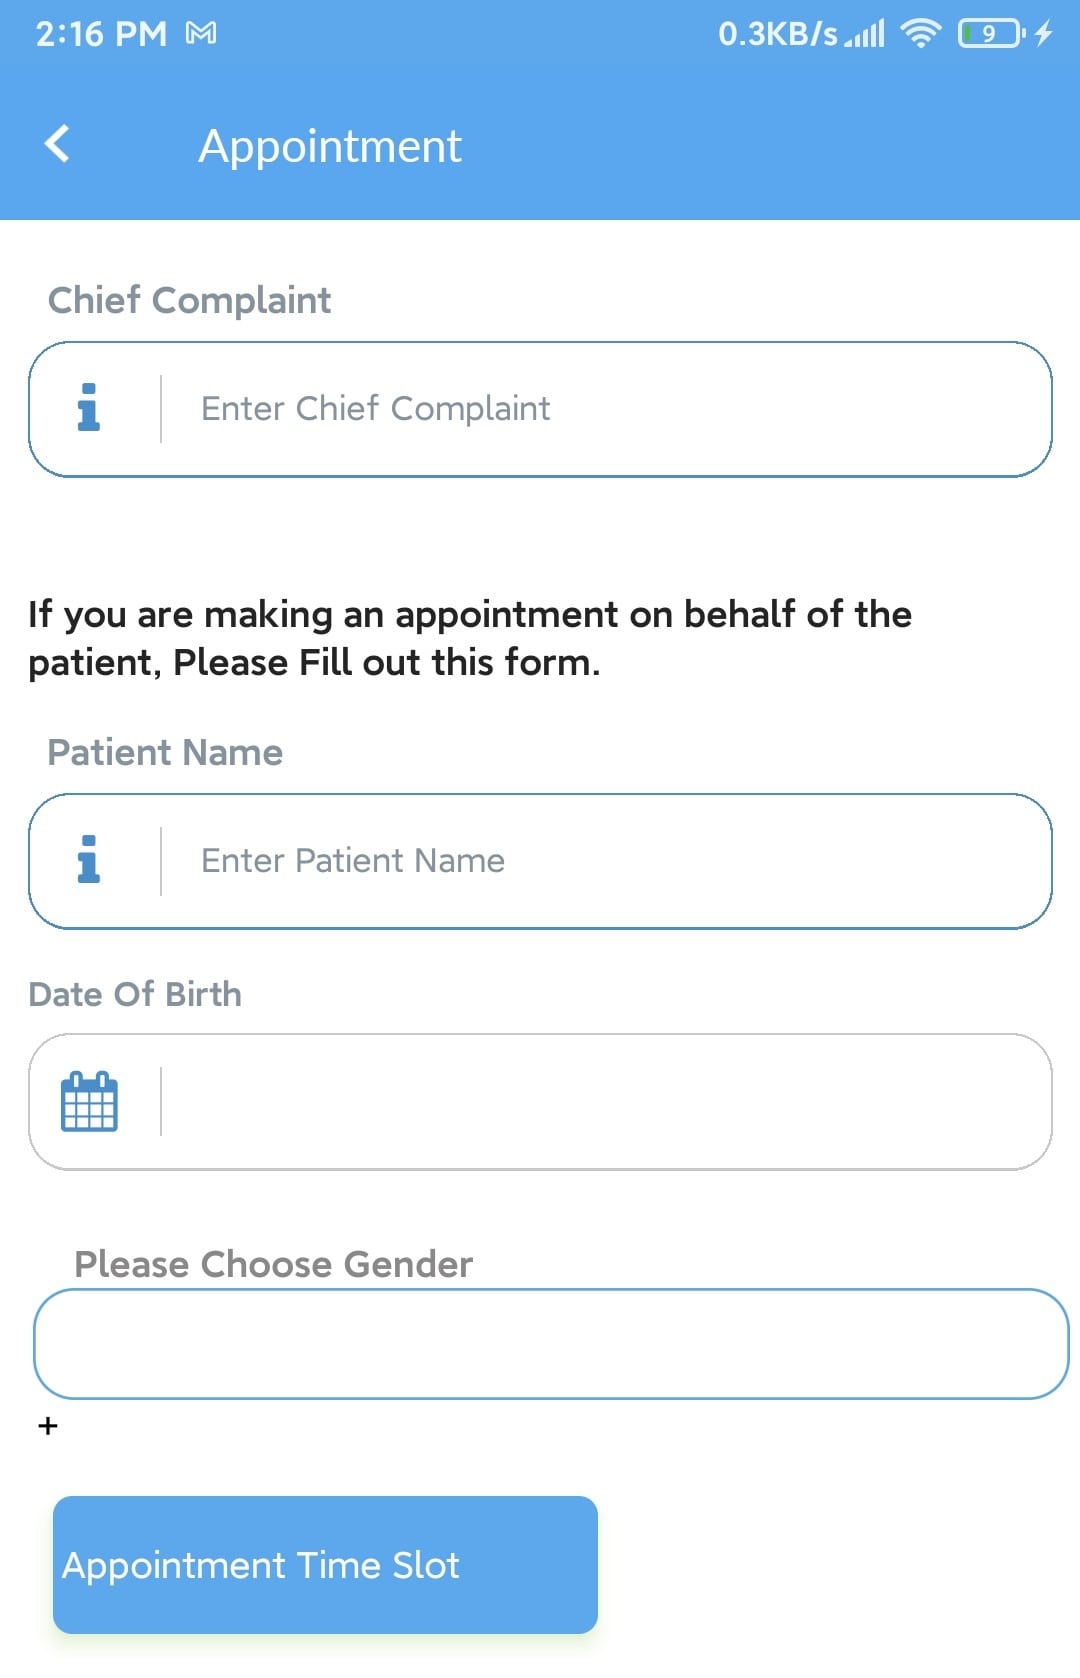 2:16 PM 0.3KB/s 9
Appointment
Chief Complaint
Enter Chief Complaint
If you are making an appointment on behalf of the
patient, Please Fill out this form.
Patient Name
Enter Patient Name
Date Of Birth
Please Choose Gender
+
Appointment Time Slot